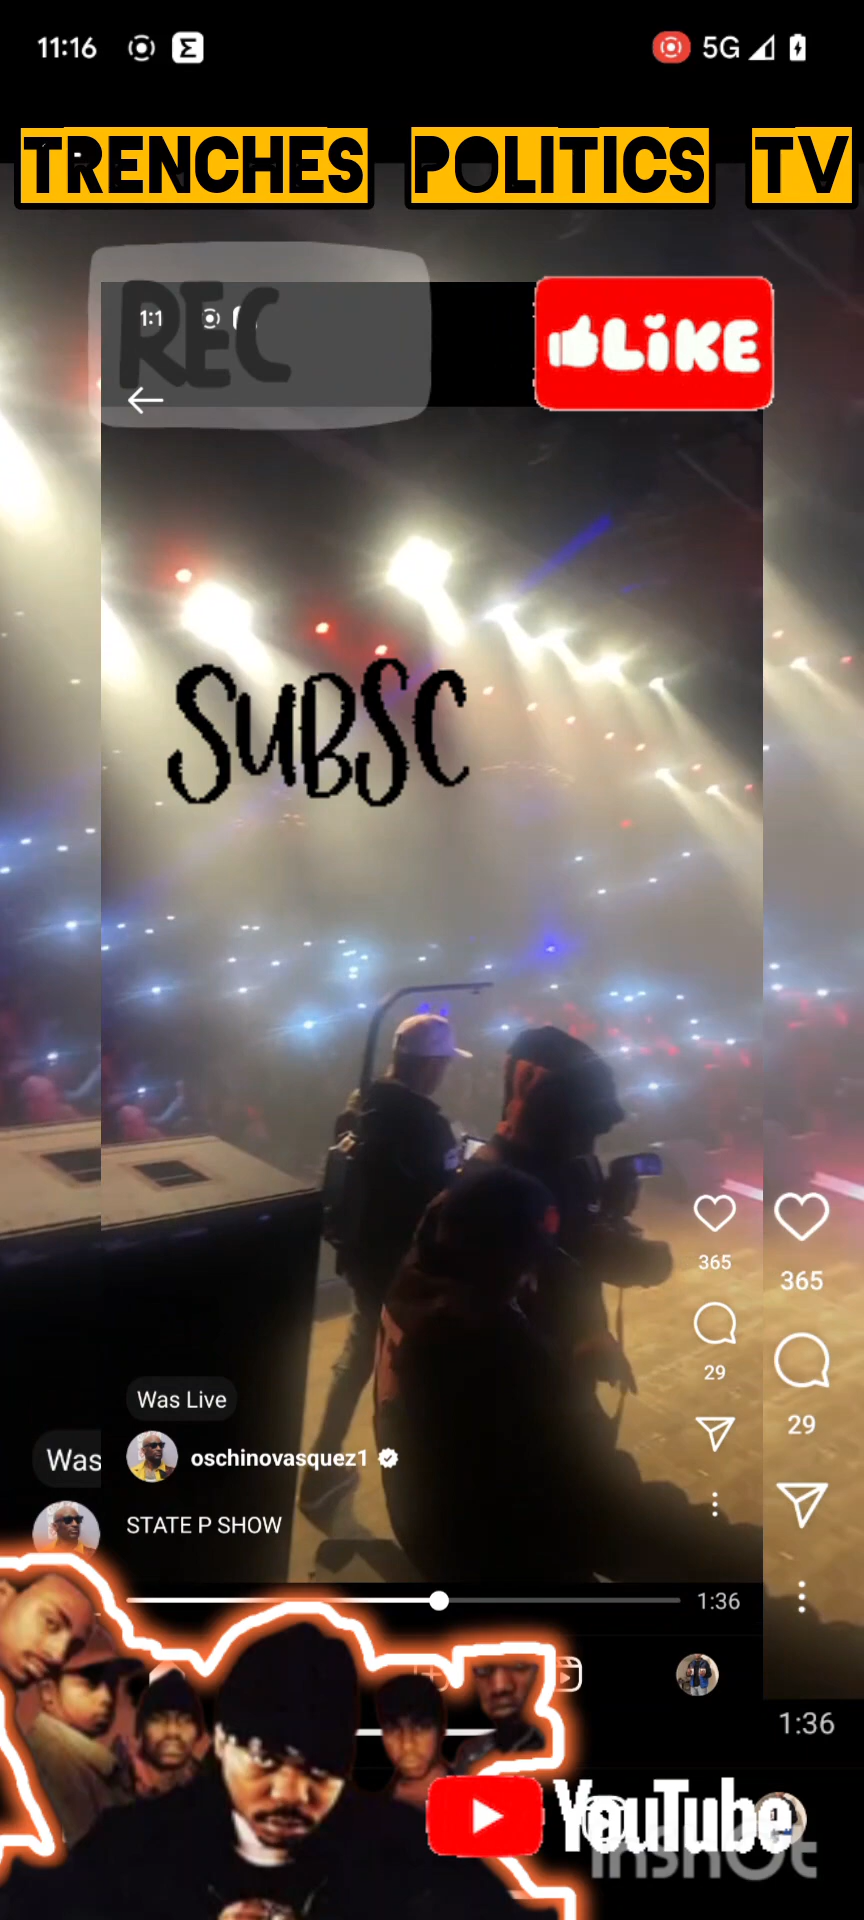 11:16
5G
TRENCHES POLITICS TV
REC
1:1
LiKE
SUBSC
365
365
29
29
Was Live
Was
oschinovasquez1
STATE P SHOW
1:36
1:36
YouTube
InShOt